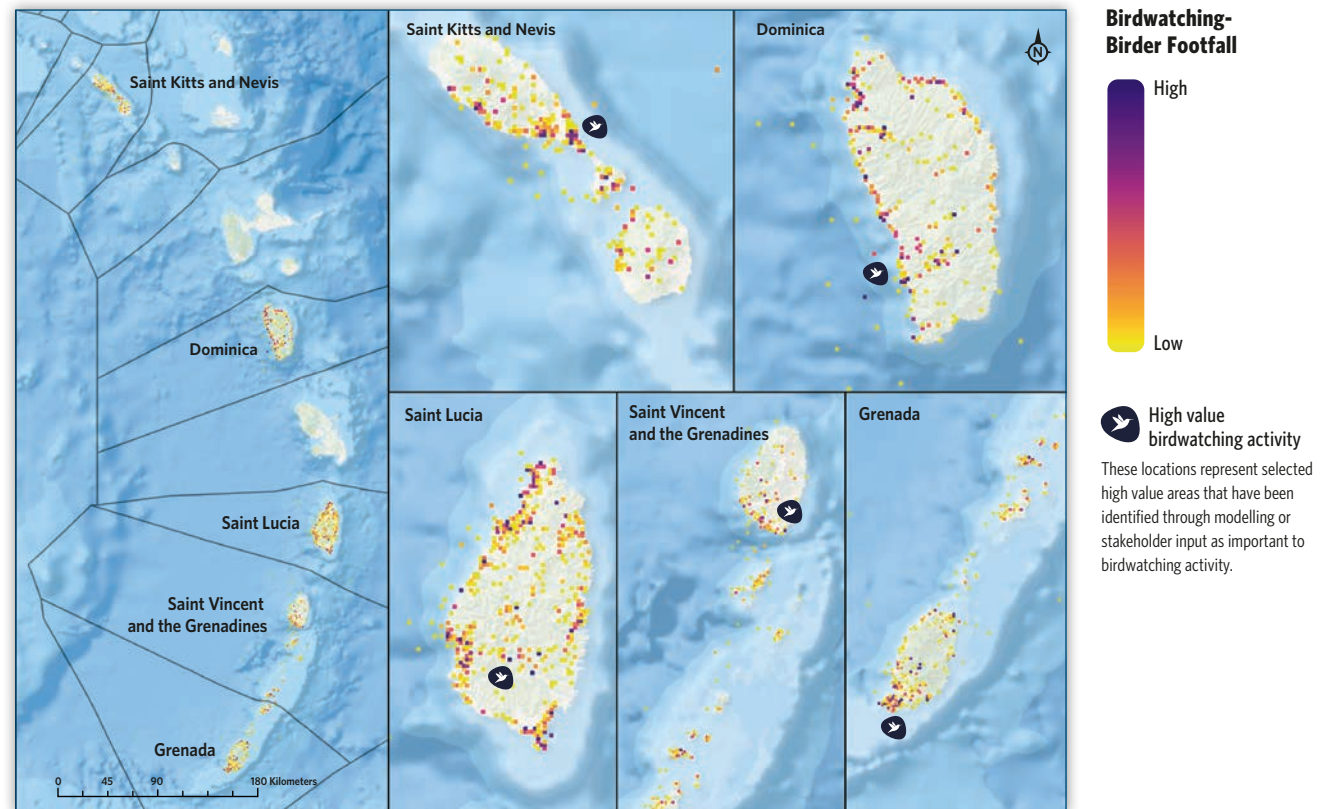 Saint Kitts and Nevis
Dominica
Saint Lucia
Saint Vincent
and the Grenadines
Grenada
0 45 90 180 Kilometers
Saint Kitts and Nevis
Dominica
N
Saint Lucia
Saint Vincent
and the Grenadines
Grenada
Birdwatching-
Birder Footfall
High
Low
High value
birdwatching activity
These locations represent selected
high value areas that have been
identified through modelling or
stakeholder input as important to
birdwatching activity.